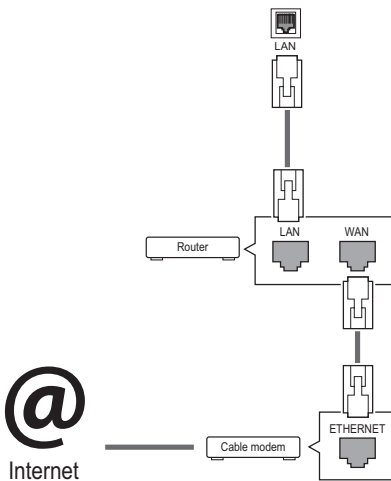 LAN
LAN WAN
Router
ETHERNET
@
Cable modem
Internet